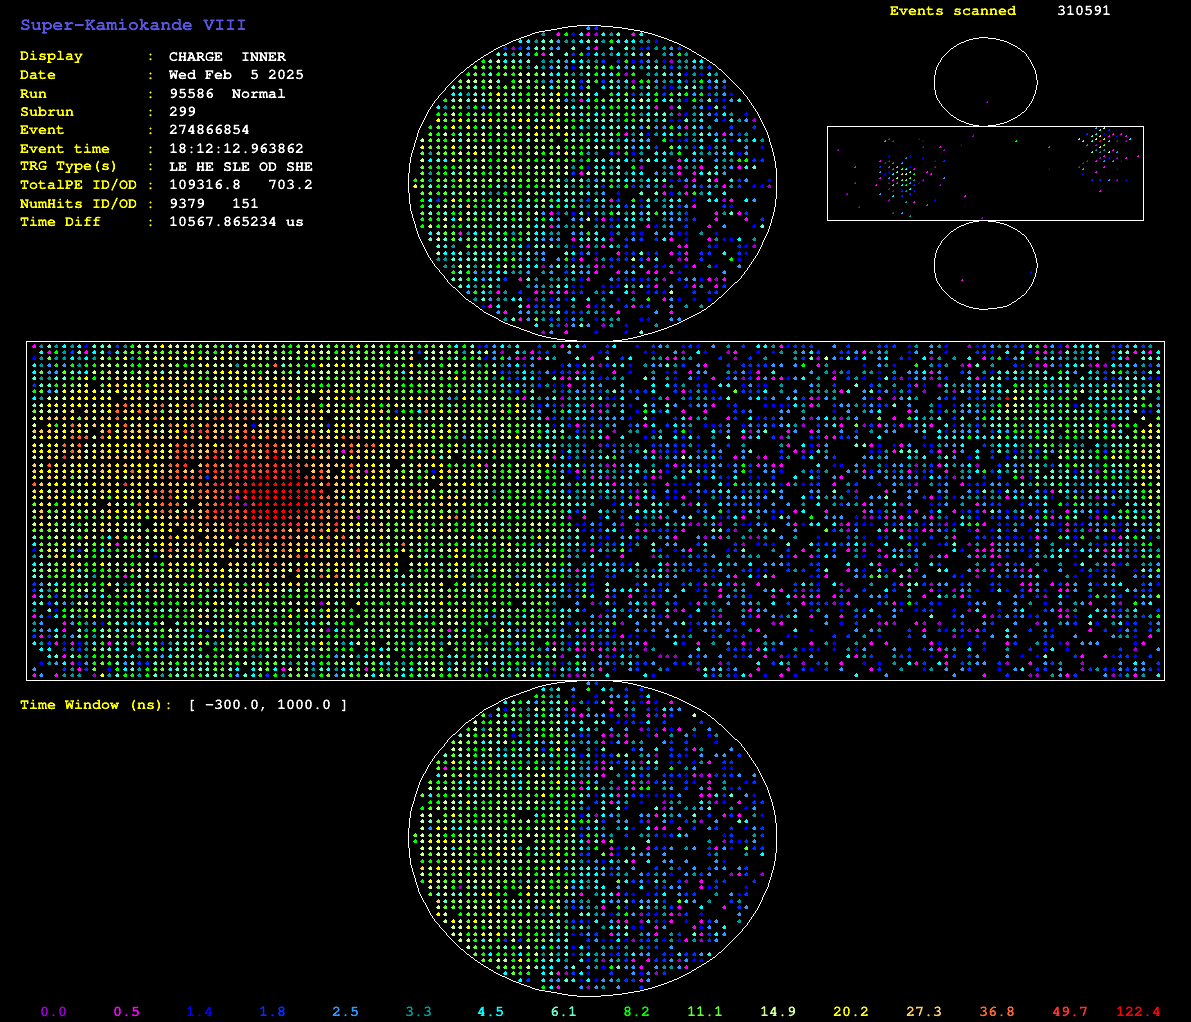 Super-Kamiokande VIII
Events scanned 310591
Display : CHARGE INNER
Date : Wed Feb 5 2025
Run : 95586 Normal
Subrun : 299
Event : 274866854
Event time : 18:12:12.963862
TRG Type(s) : LE HE SLE OD SHE
TotalPE ID/OD : 109316.8 703.2
NumHits ID/OD : 9379 151
Time Diff : 10567.865234 us
Time Window (ns): [ -300.0, 1000.0 ]
0.0 0.5 1.4 1.8 2.5 3.3 4.5 6.1 8.2 11.1 14.9 20.2 27.3 36.8 49.7 122.4